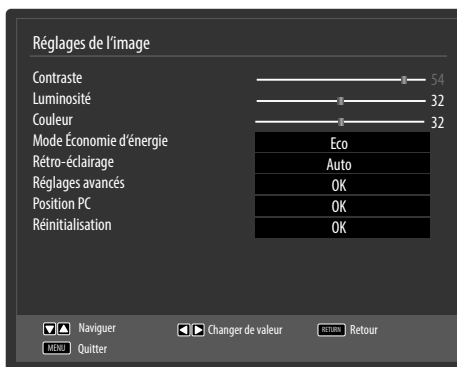 Réglages de l'image
Contraste 54
Luminosité 32
Couleur 32
Mode Économie d'énergie Eco
Rétro-éclairage Auto
Réglages avancés OK
Position PC OK
Réinitialisation OK
Naviguer Changer de valeur RETURN Retour
MENU Quitter